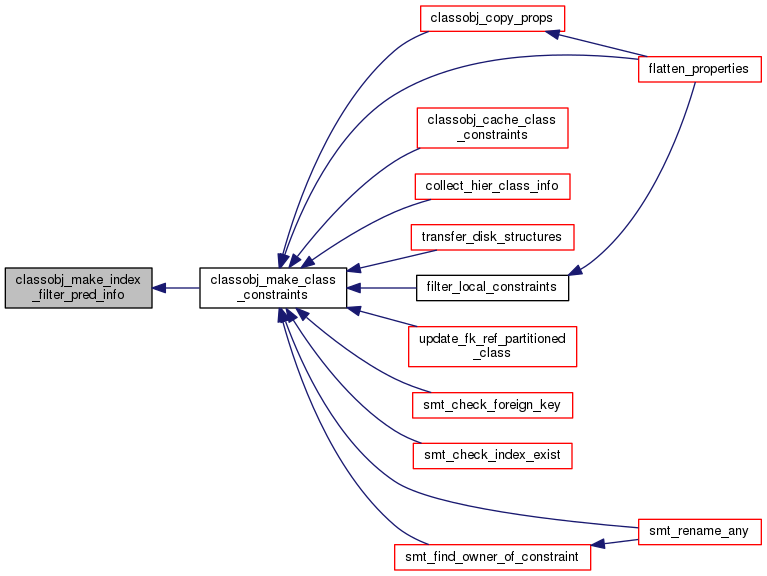 classobj_copy_props
flatten_properties
classobj_cache_class
_constraints
collect_hier_class_info
transfer_disk_structures
classobj_make_index
_filter_pred_info
classobj_make_class
_constraints
filter_local_constraints
update_fk_ref_partitioned
_class
smt_check_foreign_key
smt_check_index_exist
smt_rename_any
smt_find_owner_of_constraint